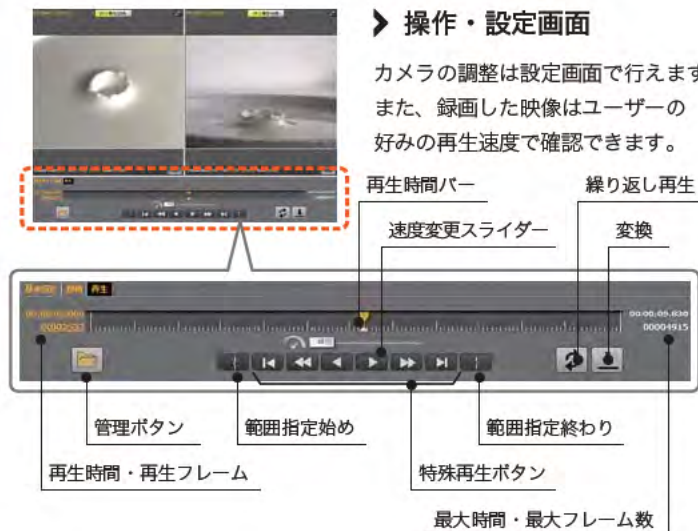 操作・設定画面
カメラの調整は設定画面で行えます
また、録画した映像はユーザーの
好みの再生速度で確認できます。
再生時間バー
繰り返し再生
速度変更スライダー
変換
再生
00004915
管理ボタン
範囲指定始め
範囲指定終わり
再生時間・再生フレーム
特殊再生ボタン
最大時間・最大フレーム数